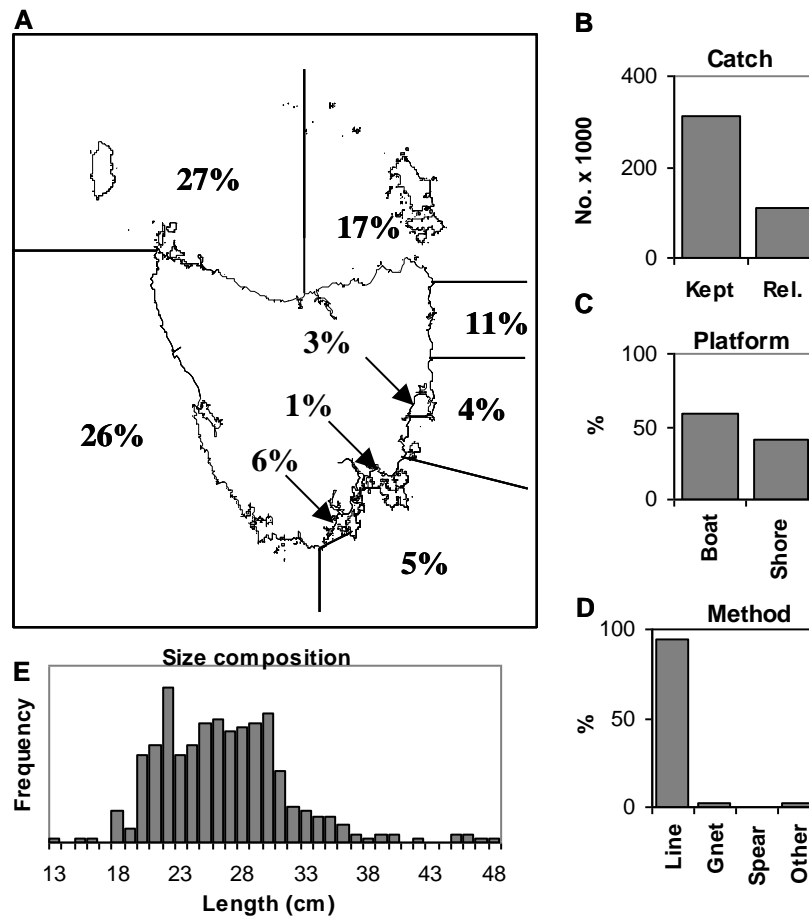 A
27%
17%
11%
3%
4%
1%
26%
6%
5%
B
Catch
No. x 1000
400
200
0
Kept Rel.
C
Platform
%
100
50
0
Boat
Shore
D
Method
%
100
50
0
Line
Gnet
Spear
Other
E
Size composition
Frequency
13 18 23 28 33 38 43 48
Length (cm)